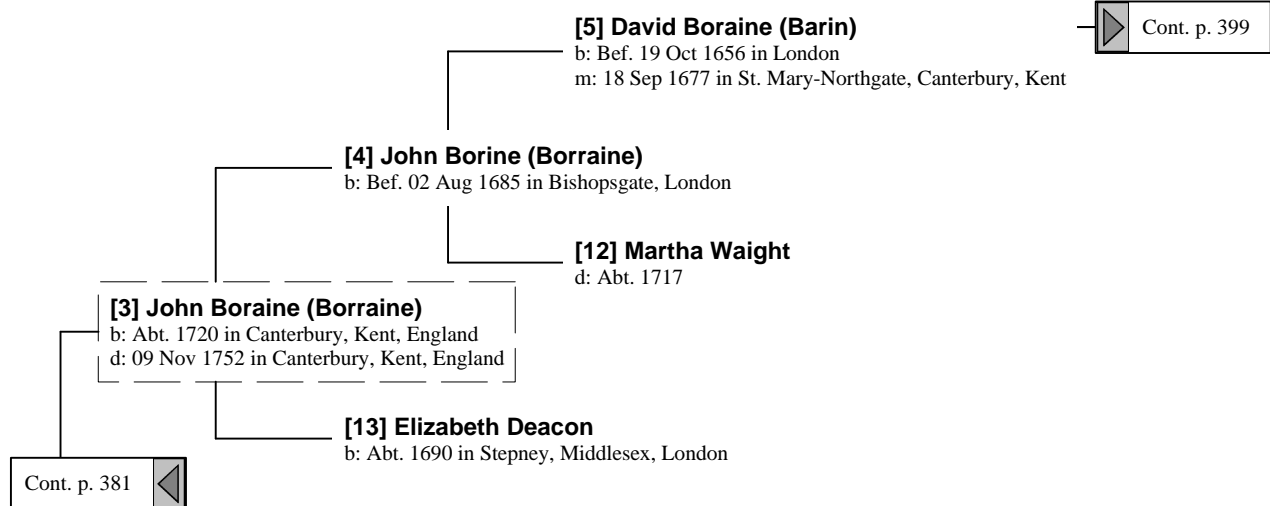 [5] David Boraine (Barin)
b: Bef. 19 Oct 1656 in London
m: 18 Sep 1677 in St. Mary-Northgate, Canterbury, Kent
Cont. p. 399
[4] John Borine (Borraine)
b: Bef. 02 Aug 1685 in Bishopsgate, London
[12] Martha Waight
d: Abt. 1717
[3] John Boraine (Borraine)
b: Abt. 1720 in Canterbury, Kent, England
d: 09 Nov 1752 in Canterbury, Kent, England
[13] Elizabeth Deacon
b: Abt. 1690 in Stepney, Middlesex, London
Cont. p. 381